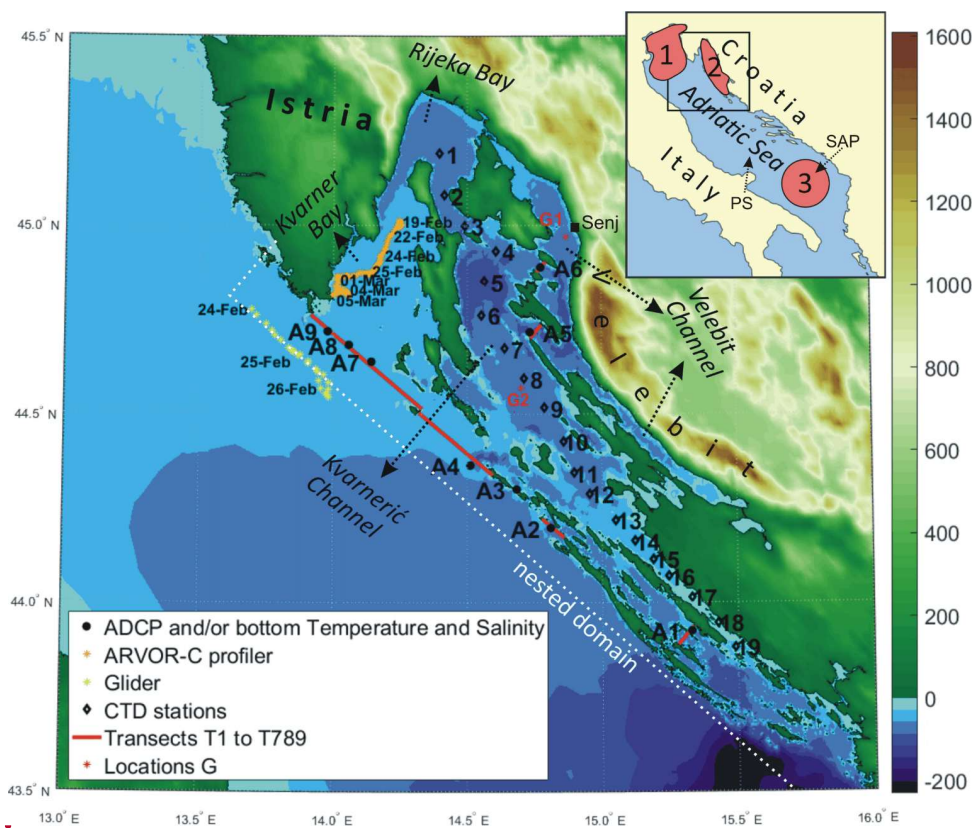 45.5° N
45.0° N
44.5° N
44.0° N
43.5° N
13.0° E
13.5° E
14.0° E
14.5° E
15.0° E
15.5° E
16.0° E
Istria
Rijeka Bay
Kvarner
Bay
19-Feb
22-Feb
24-Feb
25-Feb
01-Mar
04-Mar
05-Mar
24-Feb
25-Feb
26-Feb
1
2
3
4
5
6
7
8
9
10
11
12
13
14
15
16
17
18
19
G1
Senj
G2
A9
A8
A7
A6
A5
A4
A3
A2
A1
Velebit
Velebit
Channel
Kvarnerić
Channel
nested domain
ADCP and/or bottom Temperature and Salinity
ARVOR-C profiler
Glider
CTD stations
Transects T1 to T789
Locations G
1
2
3
Croatia
Adriatic Sea
Italy
SAP
PS
1600
1400
1200
1000
800
600
400
200
0
-200